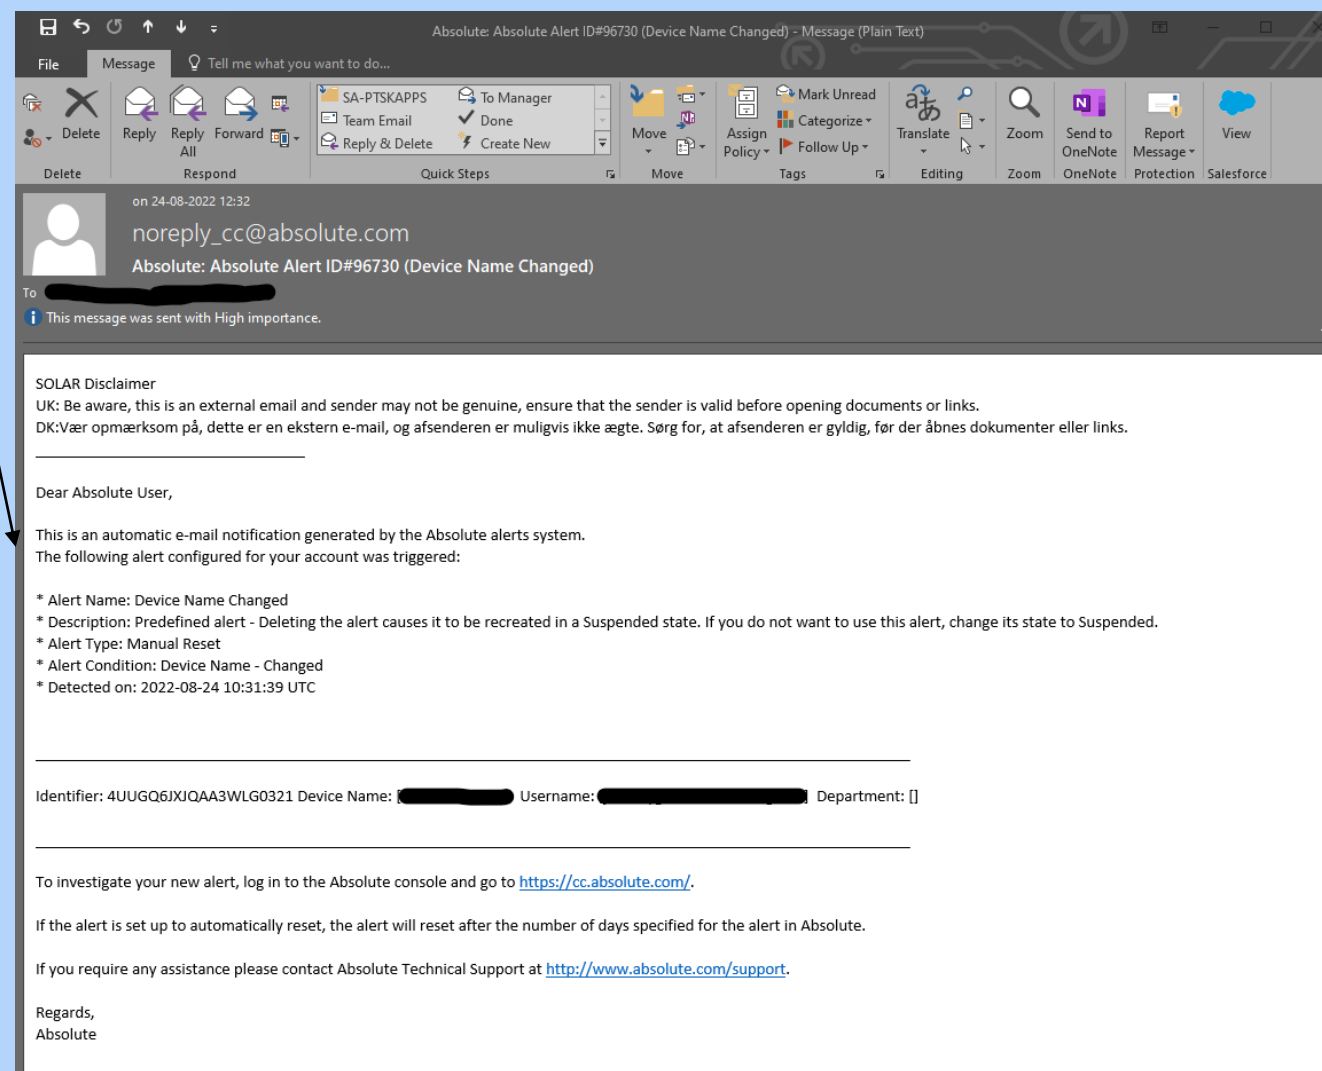 Absolute: Absolute Alert ID#96730 (Device Name Changed) - Message (Plain Text)
File Message Tell me what you want to do...
Delete
Reply
Reply All
Forward
SA-PTSKAPPS
To Manager
Team Email
Done
Reply & Delete
Create New
Move
Assign Policy
Mark Unread
Categorize
Follow Up
Translate
Zoom
Send to OneNote
Report Message
View
Delete Respond Quick Steps Move Tags Editing Zoom OneNote Protection Salesforce
on 24-08-2022 12:32
noreply_cc@absolute.com
Absolute: Absolute Alert ID#96730 (Device Name Changed)
To
This message was sent with High importance.
SOLAR Disclaimer
UK: Be aware, this is an external email and sender may not be genuine, ensure that the sender is valid before opening documents or links.
DK:Vær opmærksom på, dette er en ekstern e-mail, og afsenderen er muligvis ikke ægte. Sørg for, at afsenderen er gyldig, før der åbnes dokumenter eller links.
Dear Absolute User,
This is an automatic e-mail notification generated by the Absolute alerts system.
The following alert configured for your account was triggered:
* Alert Name: Device Name Changed
* Description: Predefined alert - Deleting the alert causes it to be recreated in a Suspended state. If you do not want to use this alert, change its state to Suspended.
* Alert Type: Manual Reset
* Alert Condition: Device Name - Changed
* Detected on: 2022-08-24 10:31:39 UTC
Identifier: 4UUGQ6JXJQAA3WLG0321 Device Name: [ Username: ] Department: []
To investigate your new alert, log in to the Absolute console and go to https://cc.absolute.com/.
If the alert is set up to automatically reset, the alert will reset after the number of days specified for the alert in Absolute.
If you require any assistance please contact Absolute Technical Support at http://www.absolute.com/support.
Regards,
Absolute